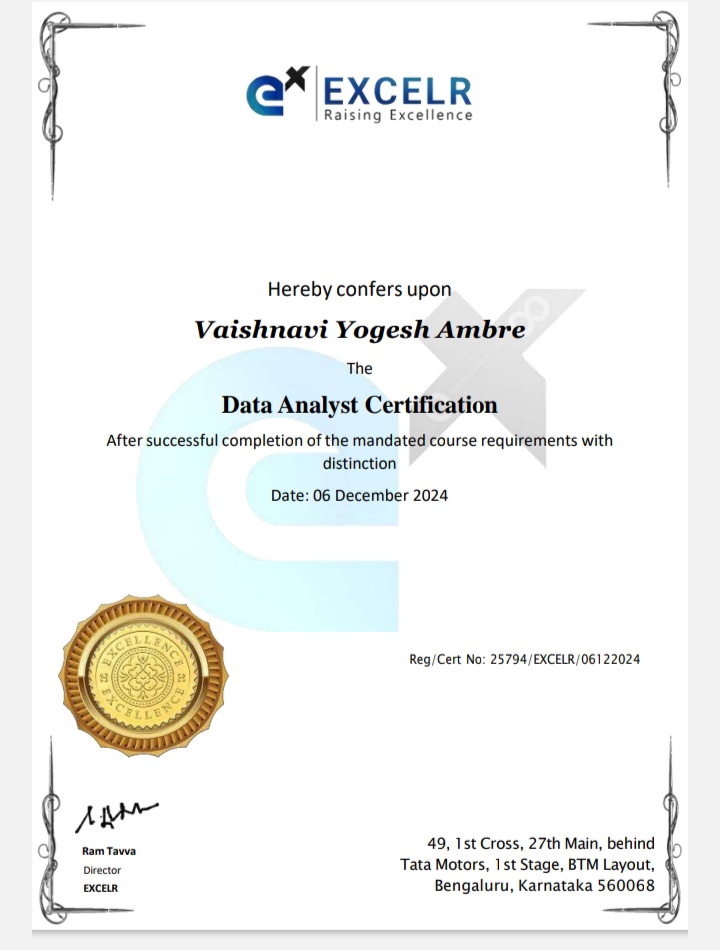 ex EXCELR
Raising Excellence
Hereby confers upon
Vaishnavi Yogesh Ambre
The
Data Analyst Certification
After successful completion of the mandated course requirements with
distinction
Date: 06 December 2024
EXCELLENCE
EXCELLENCE
Reg/Cert No: 25794/EXCELR/06122024
Ram Tavva
Director
EXCELR
49, 1st Cross, 27th Main, behind
Tata Motors, 1st Stage, BTM Layout,
Bengaluru, Karnataka 560068